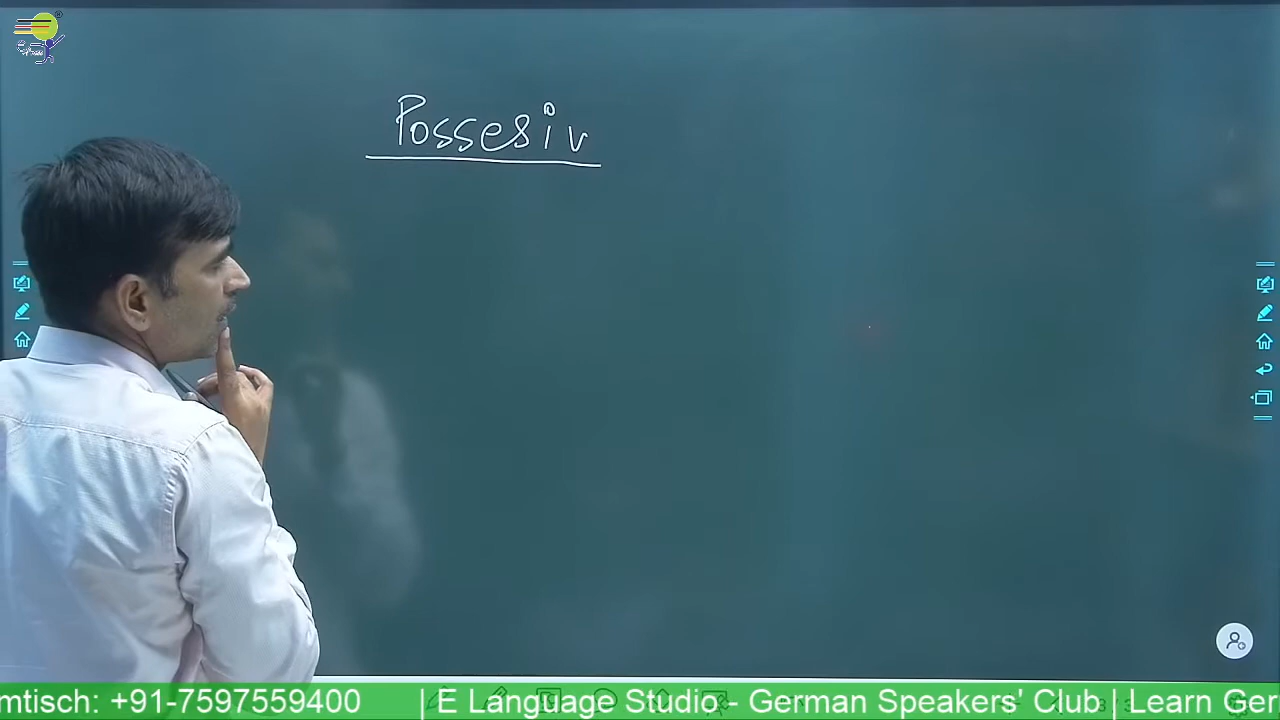 Possesiv
mtisch: +91-7597559400 | E Language Studio - German Speakers' Club | Learn Ger